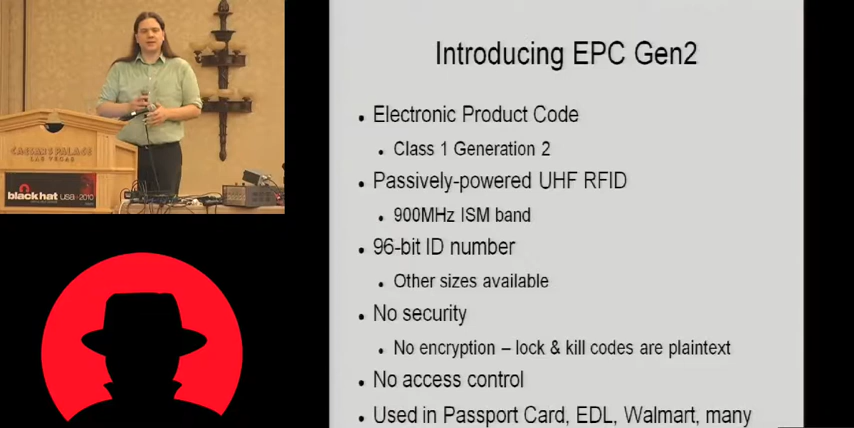 CAESARS PALACE
LAS VEGAS
black hat USA + 2010
Introducing EPC Gen2
• Electronic Product Code
• Class 1 Generation 2
• Passively-powered UHF RFID
• 900MHz ISM band
• 96-bit ID number
• Other sizes available
• No security
• No encryption – lock & kill codes are plaintext
• No access control
• Used in Passport Card, EDL, Walmart, many